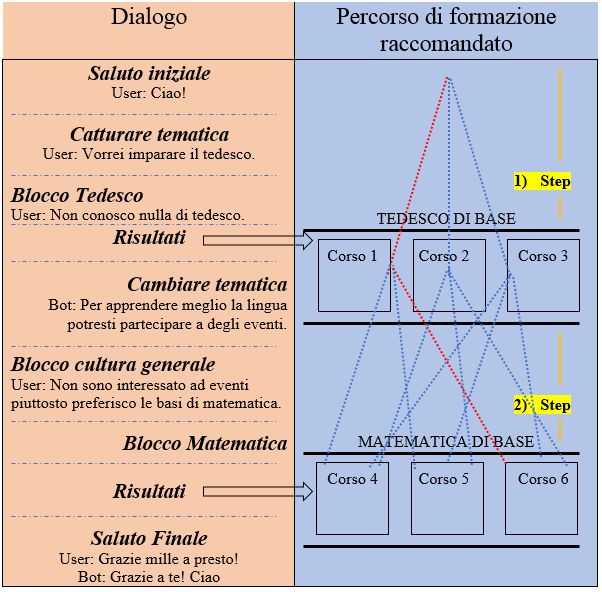 Dialogo
Percorso di formazione
raccomandato
Saluto iniziale
User: Ciao!
Catturare tematica
User: Vorrei imparare il tedesco.
Blocco Tedesco
User: Non conosco nulla di tedesco.
Risultati
Cambiare tematica
Bot: Per apprendere meglio la lingua
potresti partecipare a degli eventi.
Blocco cultura generale
User: Non sono interessato ad eventi
piuttosto preferisco le basi di matematica.
Blocco Matematica
Risultati
Saluto Finale
User: Grazie mille a presto!
Bot: Grazie a te! Ciao
1) Step
TEDESCO DI BASE
Corso 1 Corso 2 Corso 3
2) Step
MATEMATICA DI BASE
Corso 4 Corso 5 Corso 6